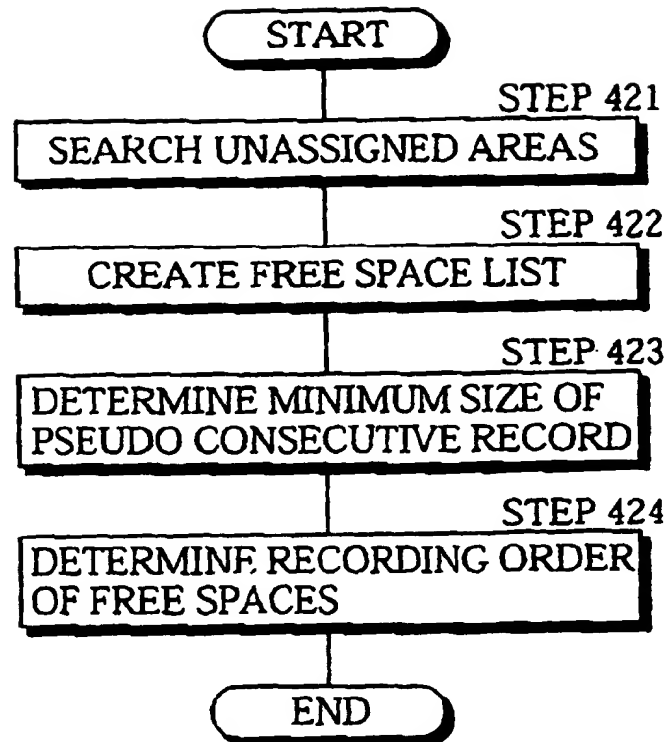 START
STEP 421
SEARCH UNASSIGNED AREAS
STEP 422
CREATE FREE SPACE LIST
STEP 423
DETERMINE MINIMUM SIZE OF
PSEUDO CONSECUTIVE RECORD
STEP 424
DETERMINE RECORDING ORDER
OF FREE SPACES
END